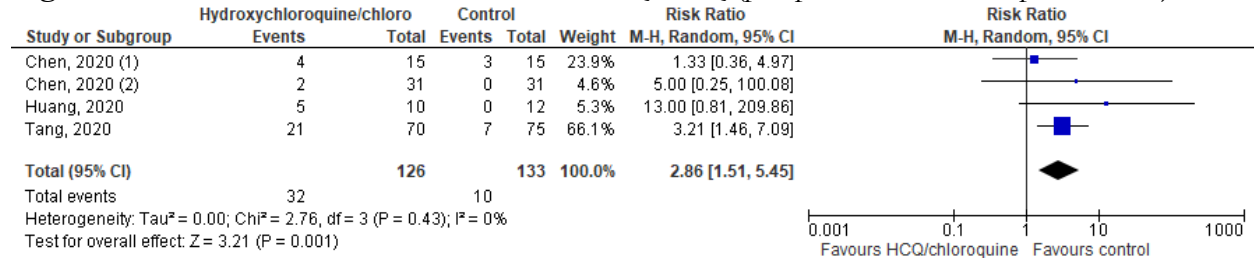 Hydroxychloroquine/chloro Control Risk Ratio Risk Ratio
Study or Subgroup Events Total Events Total Weight M-H, Random, 95% CI M-H, Random, 95% CI
Chen, 2020 (1) 4 15 3 15 23.9% 1.33 [0.36, 4.97]
Chen, 2020 (2) 2 31 0 31 4.6% 5.00 [0.25, 100.08]
Huang, 2020 5 10 0 12 5.3% 13.00 [0.81, 209.86]
Tang, 2020 21 70 7 75 66.1% 3.21 [1.46, 7.09]
Total (95% CI) 126 133 100.0% 2.86 [1.51, 5.45]
Total events 32 10
Heterogeneity: Tau² = 0.00; Chi² = 2.76, df = 3 (P = 0.43); I² = 0%
Test for overall effect: Z = 3.21 (P = 0.001)
0.001 0.1 1 10 1000
Favours HCQ/chloroquine Favours control